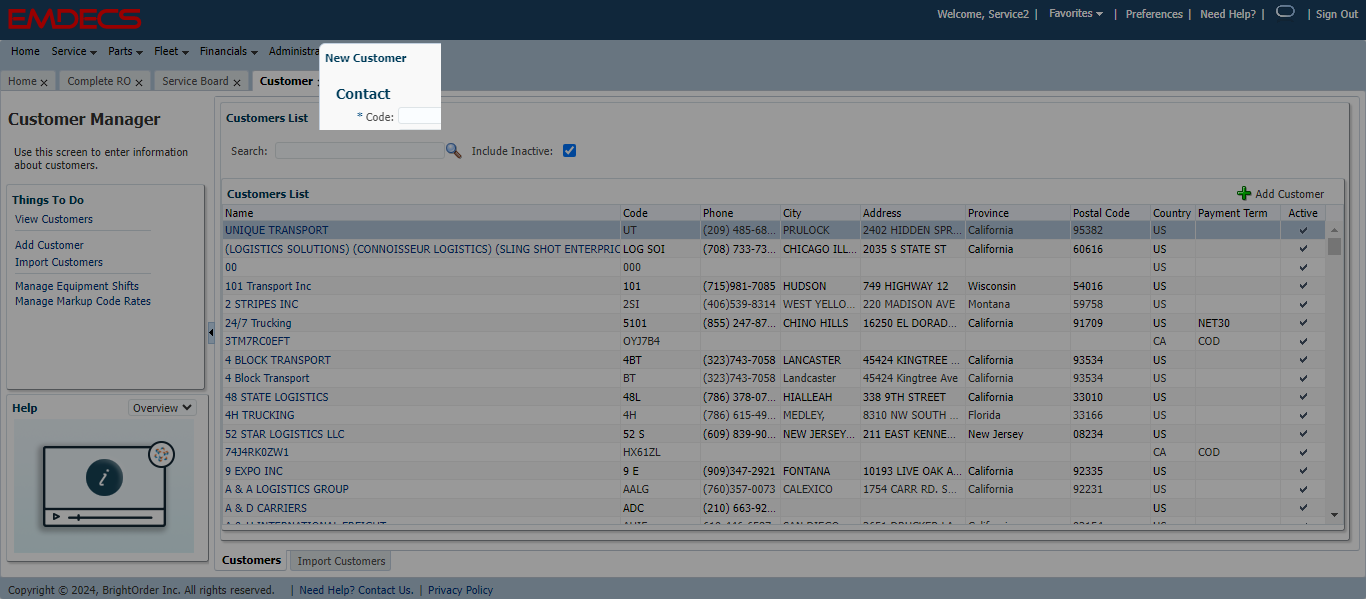 EMDECS
Welcome, Service2 | Favorites | Preferences | Need Help? | | Sign Out
Home Service Parts Fleet Financials Administra
Home x Complete RO x Service Board x Customer
New Customer
Contact
* Code:
Customer Manager
Use this screen to enter information
about customers.
Things To Do
View Customers
Add Customer
Import Customers
Manage Equipment Shifts
Manage Markup Code Rates
Help Overview
Customers List
Search: Include Inactive:
Customers List Add Customer
Name Code Phone City Address Province Postal Code Country Payment Term Active
UNIQUE TRANSPORT UT (209) 485-68... PRULOCK 2402 HIDDEN SPR... California 95382 US
(LOGISTICS SOLUTIONS) (CONNOISSEUR LOGISTICS) (SLING SHOT ENTERPRIC LOG SOI (708) 733-73... CHICAGO ILL... 2035 S STATE ST California 60616 US
00 000 US
101 Transport Inc 101 (715)981-7085 HUDSON 749 HIGHWAY 12 Wisconsin 54016 US
2 STRIPES INC 2SI (406)539-8314 WEST YELLO... 220 MADISON AVE Montana 59758 US
24/7 Trucking 5101 (855) 247-87... CHINO HILLS 16250 EL DORAD... California 91709 US NET30
3TM7RC0EFT OYJ7B4 CA COD
4 BLOCK TRANSPORT 4BT (323)743-7058 LANCASTER 45424 KINGTREE ... California 93534 US
4 Block Transport BT (323)743-7058 Landcaster 45424 Kingtree Ave California 93534 US
48 STATE LOGISTICS 48L (786) 378-07... HIALLEAH 338 9TH STREET California 33010 US
4H TRUCKING 4H (786) 615-49... MEDLEY, 8310 NW SOUTH ... Florida 33166 US
52 STAR LOGISTICS LLC 52 S (609) 839-90... NEW JERSEY... 211 EAST KENNE... New Jersey 08234 US
74J4RK0ZW1 HX61ZL CA COD
9 EXPO INC 9 E (909)347-2921 FONTANA 10193 LIVE OAK A... California 92335 US
A & A LOGISTICS GROUP AALG (760)357-0073 CALEXICO 1754 CARR RD. S... California 92231 US
A & D CARRIERS ADC (210) 663-92... US
Customers Import Customers
Copyright © 2024, BrightOrder Inc. All rights reserved. | Need Help? Contact Us. | Privacy Policy